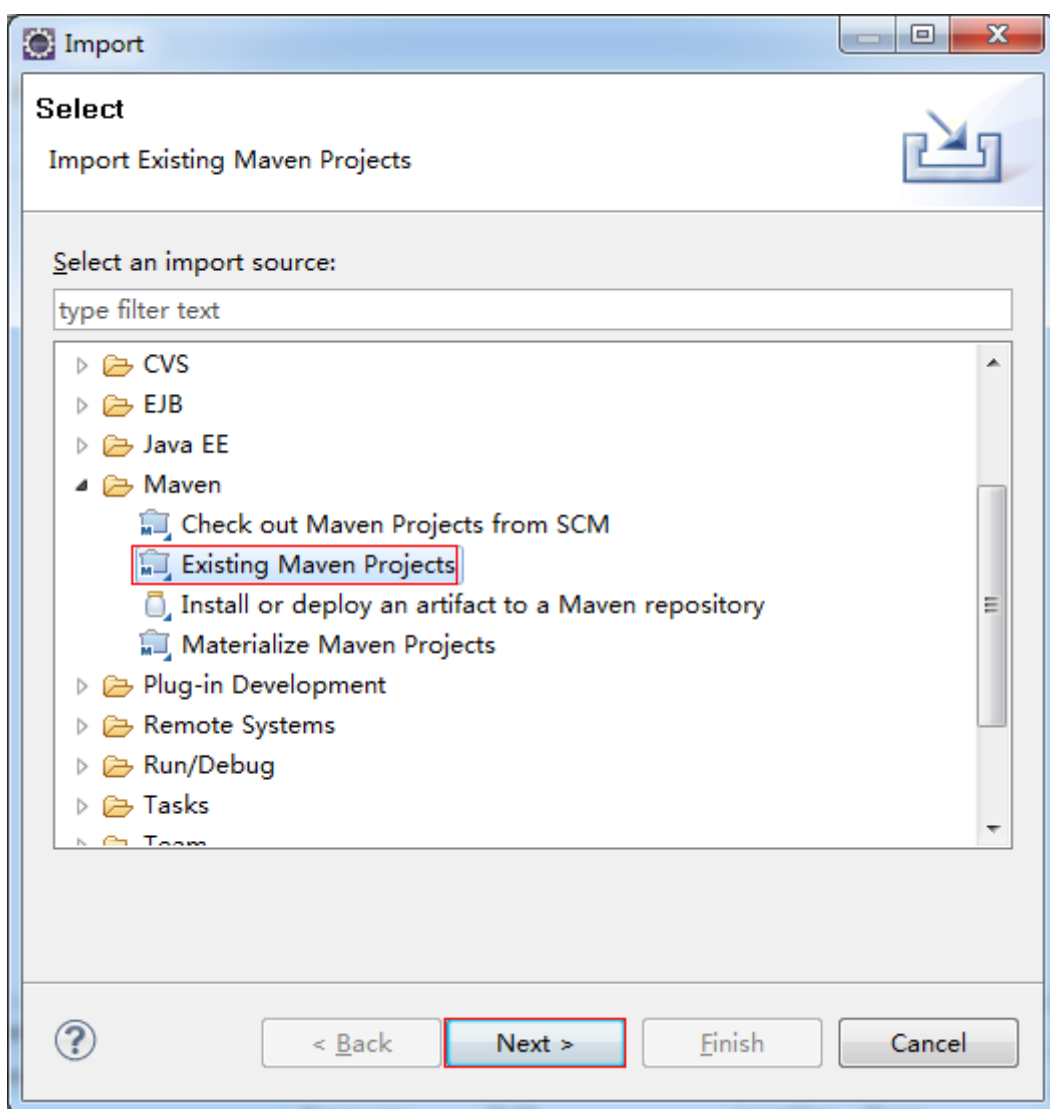 Import
Select
Import Existing Maven Projects
Select an import source:
type filter text
CVS
EJB
Java EE
Maven
Check out Maven Projects from SCM
Existing Maven Projects
Install or deploy an artifact to a Maven repository
Materialize Maven Projects
Plug-in Development
Remote Systems
Run/Debug
Tasks
Team
< Back Next > Finish Cancel